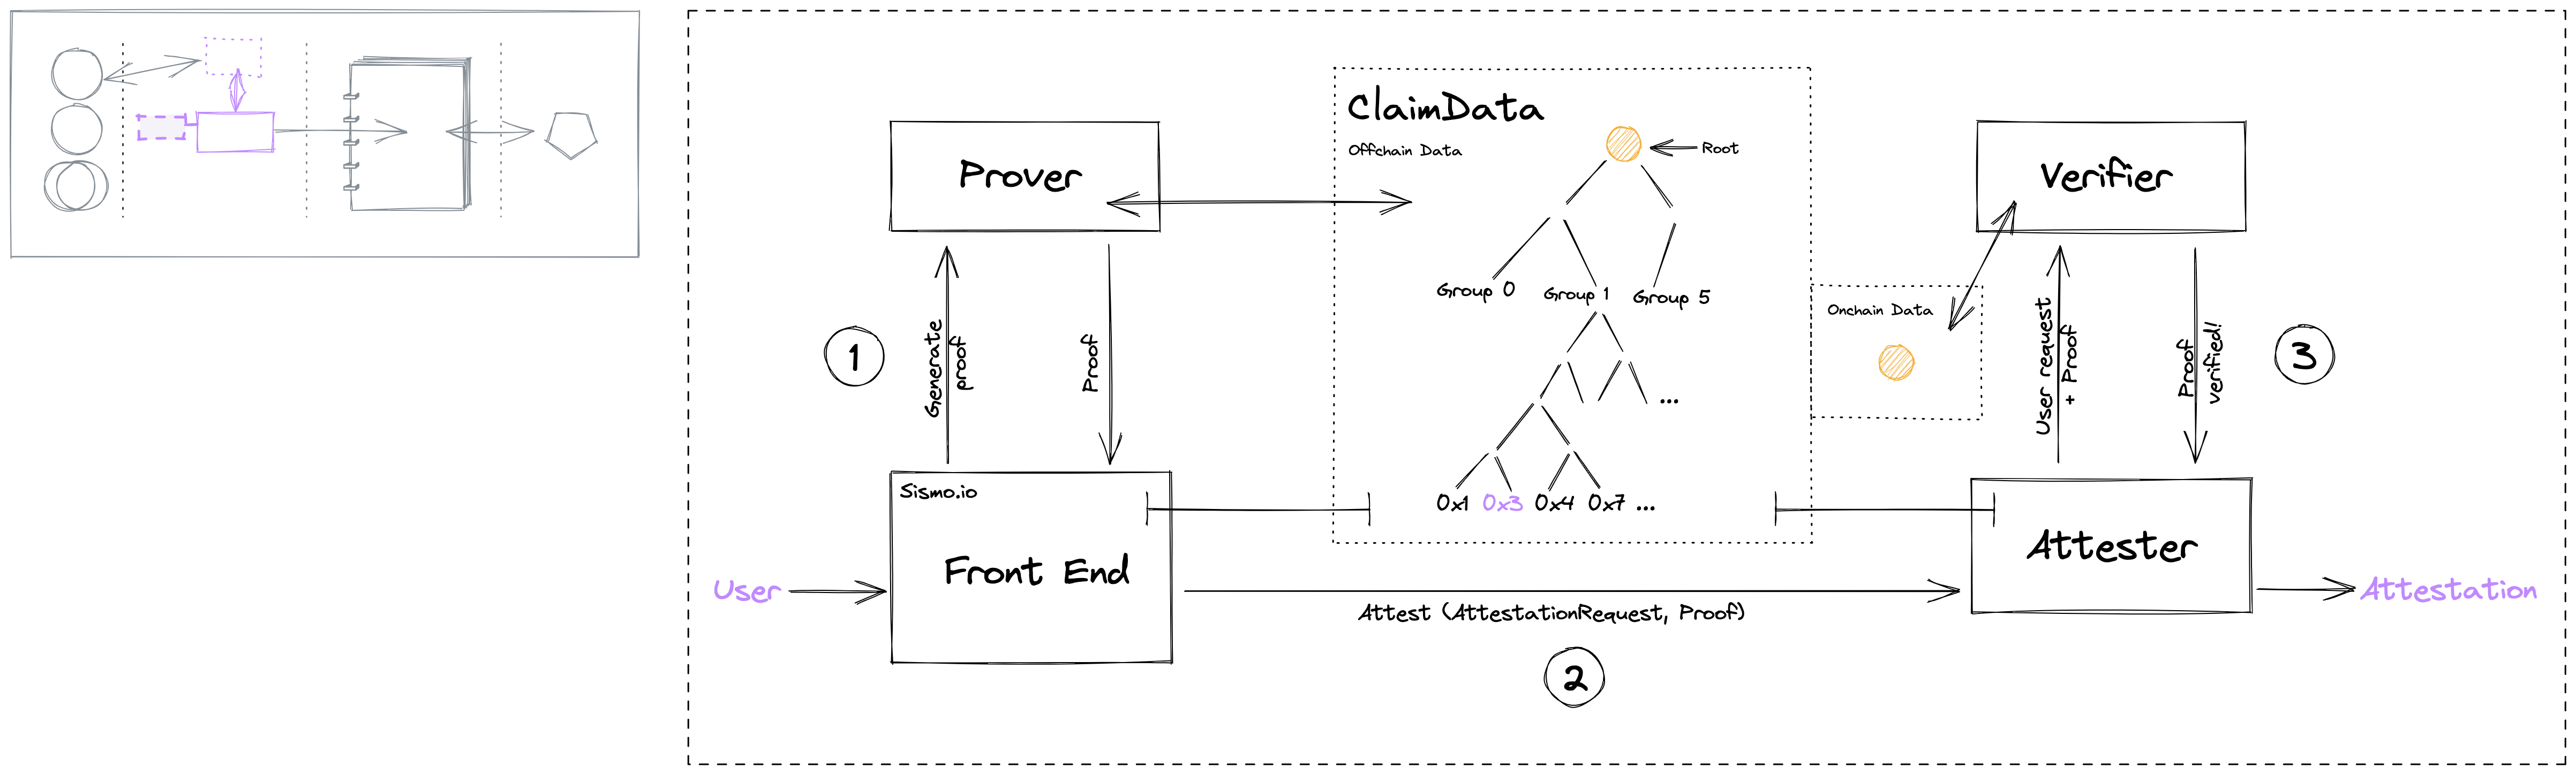 ClaimData
Offchain Data
Root
Prover
Verifier
Group 0
Group 1
Group 5
Onchain Data
1
Generate
proof
Proof
User request
+ Proof
Proof
verified!
3
...
Sismo.io
0x1 0x3 0x4 0x7 ...
Front End
Attester
User
Attestation
Attest (AttestationRequest, Proof)
2